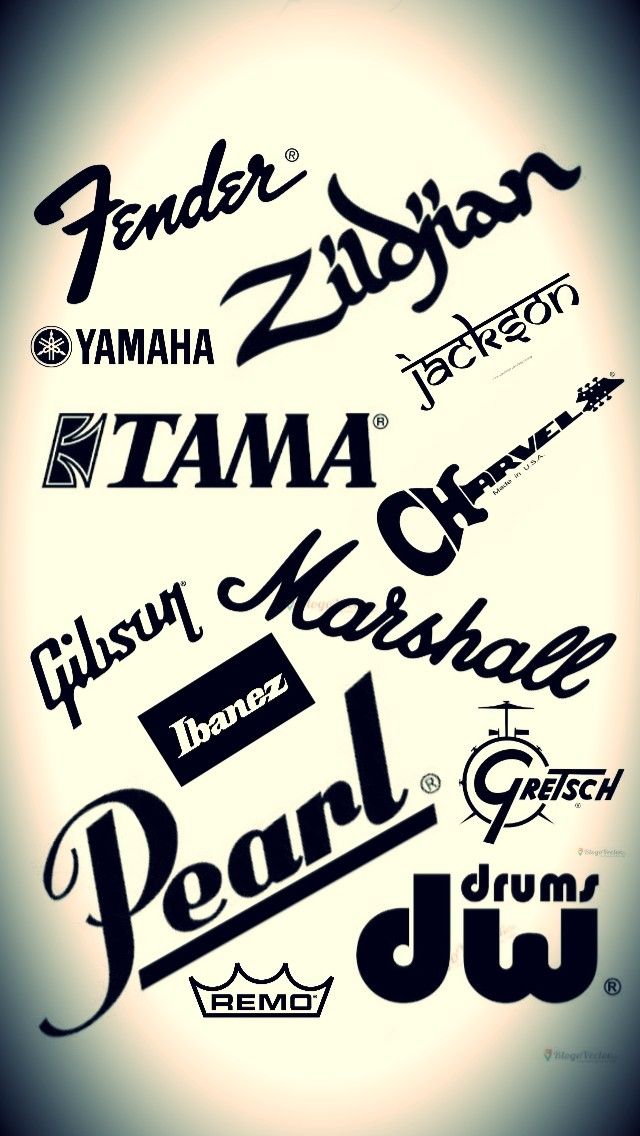 Fender®
Zildjian
YAMAHA
jackson
TAMA®
CHARVEL®
Made in U.S.A.
Gibson®
Marshall
Ibanez
Pearl®
GRETSCH®
drums
dw®
REMO